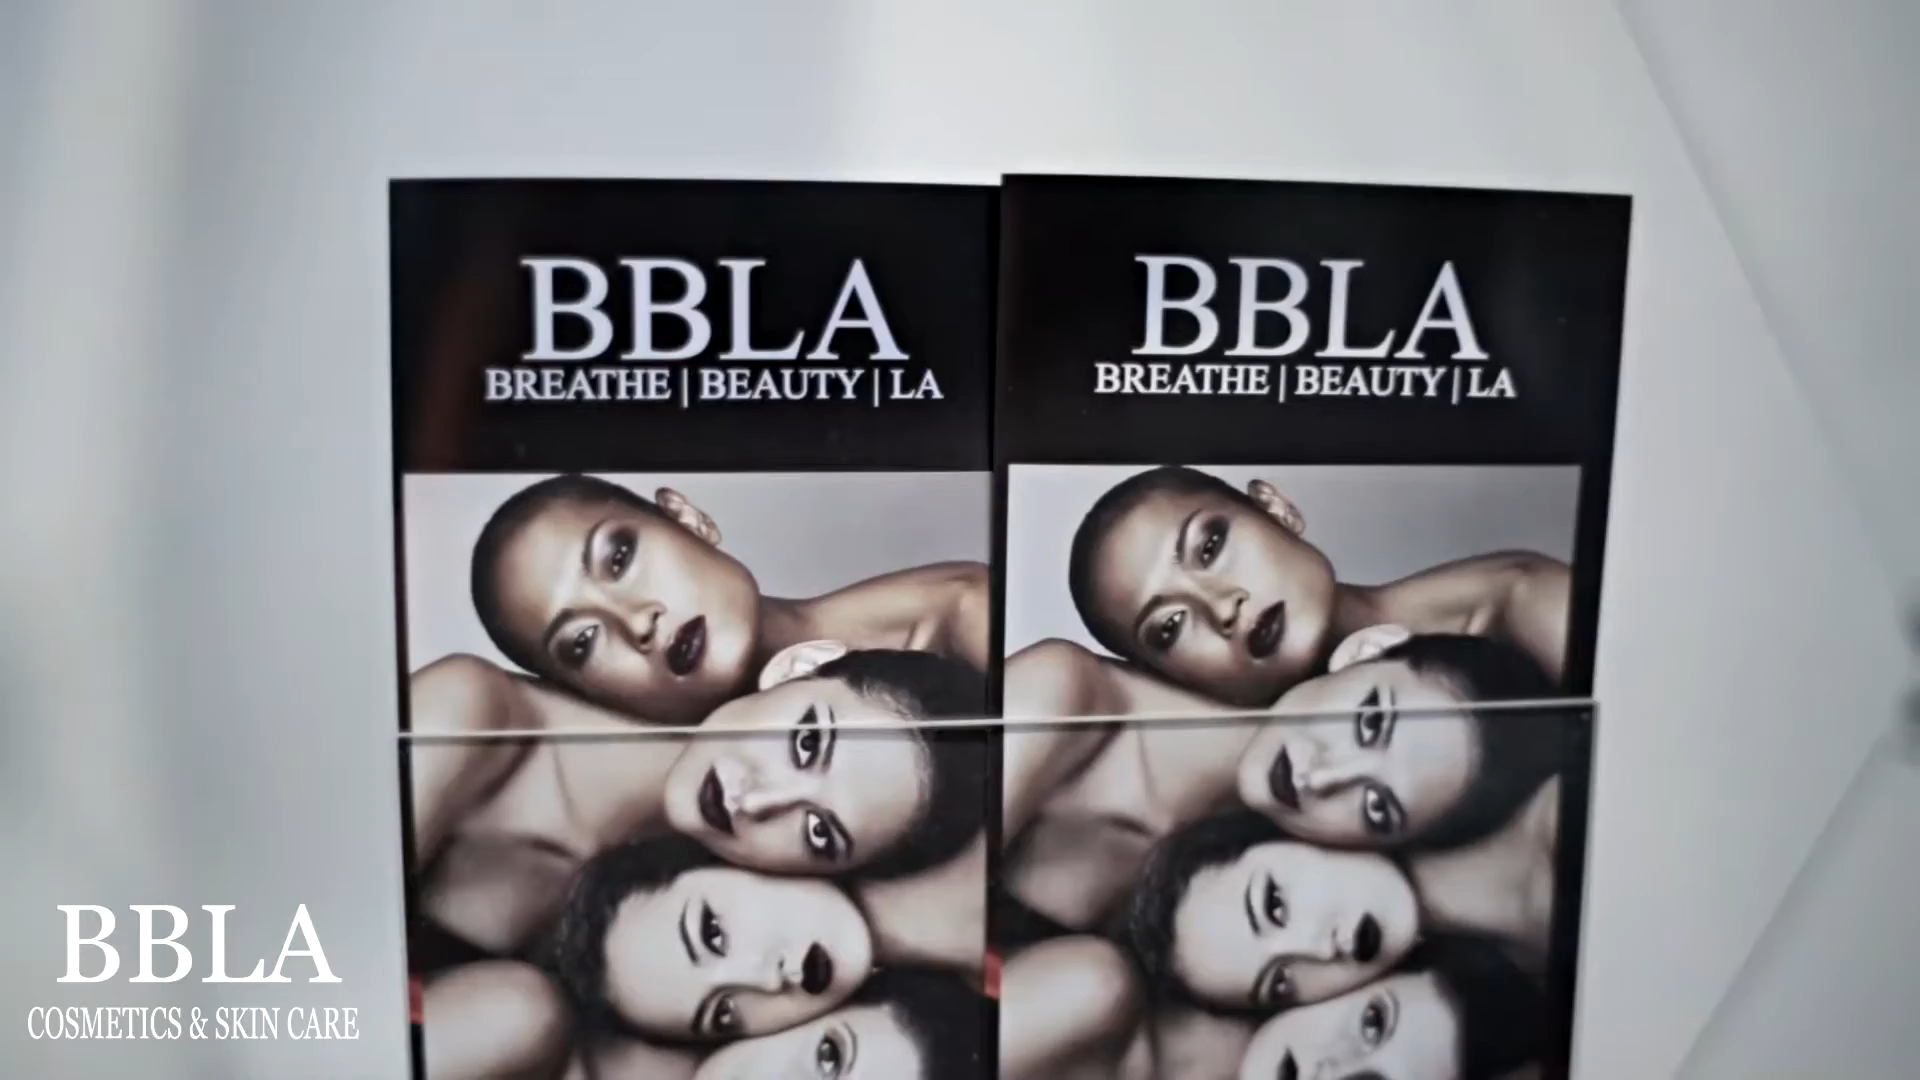 BBLA
BREATHE | BEAUTY | LA
BBLA
BREATHE | BEAUTY | LA
BBLA
COSMETICS & SKIN CARE